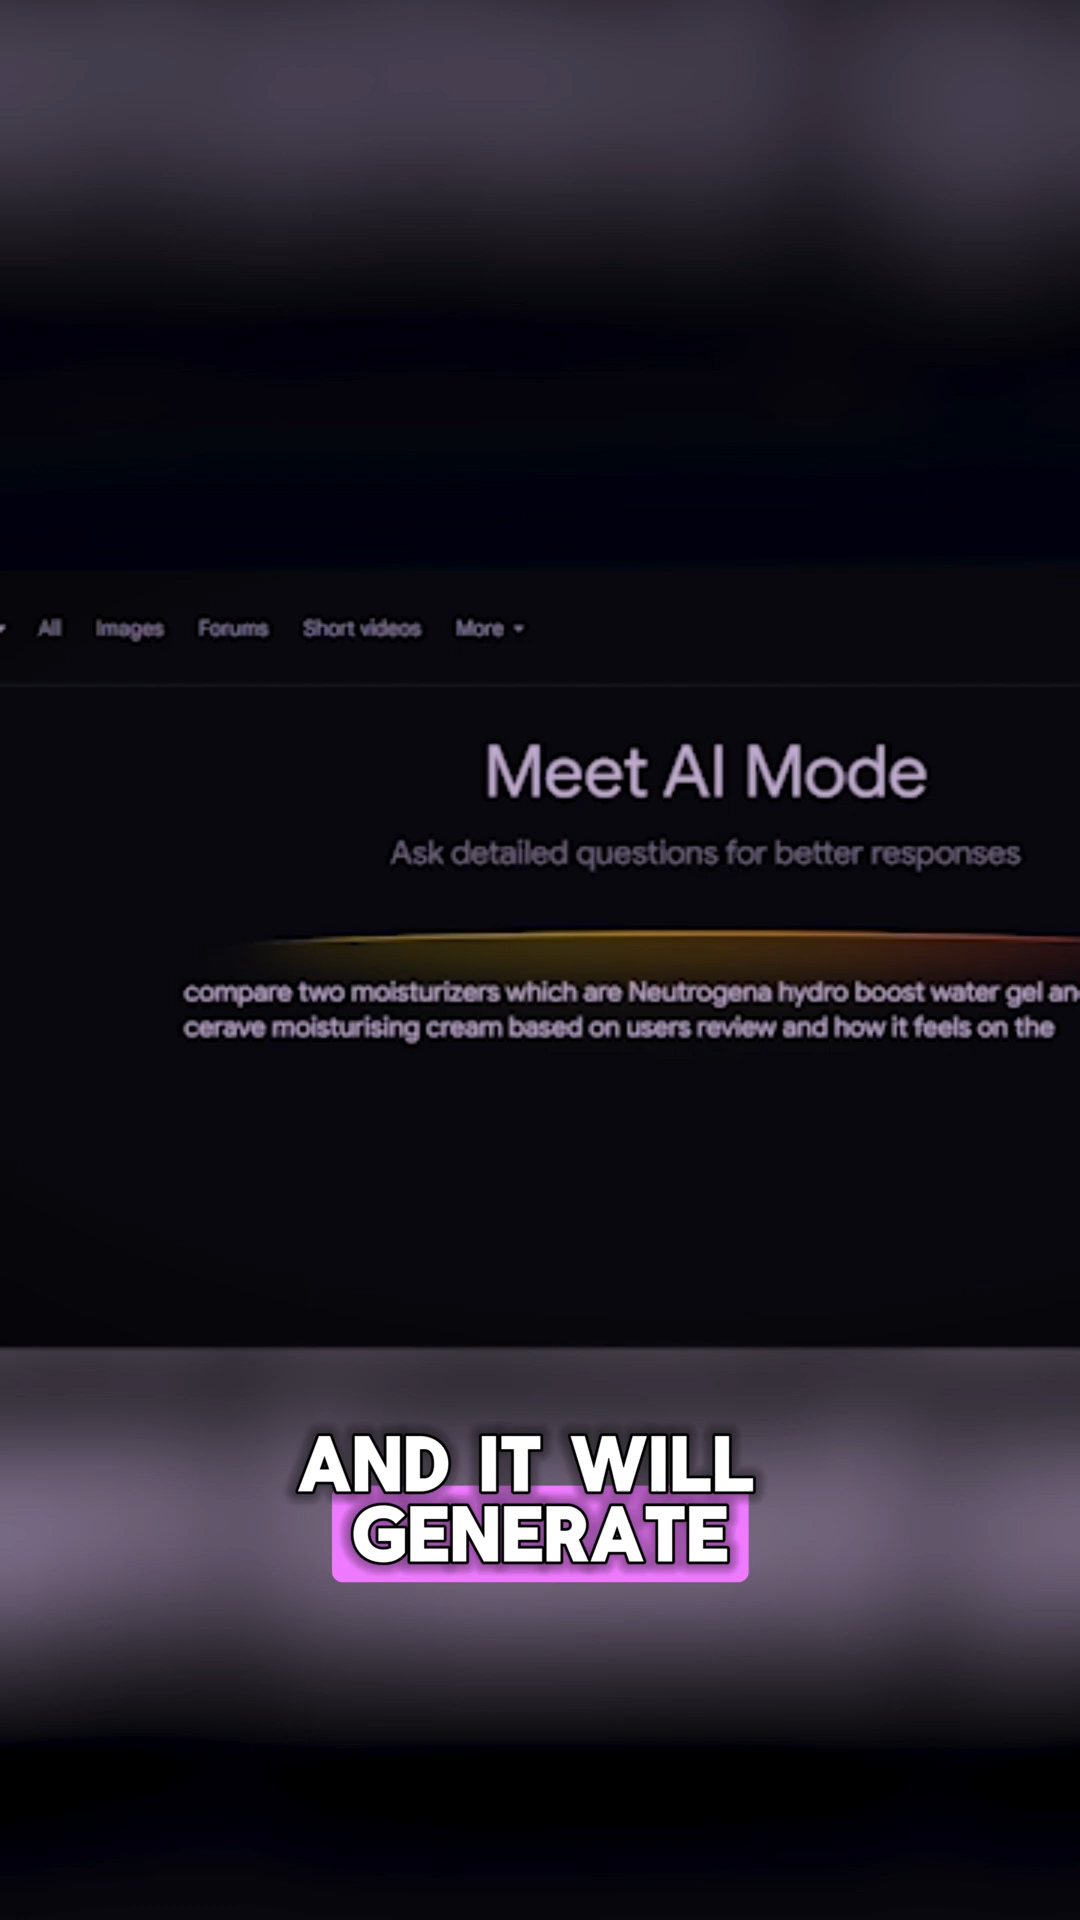 All Images Forums Short videos More
Meet AI Mode
Ask detailed questions for better responses
compare two moisturizers which are Neutrogena hydro boost water gel an
cerave moisturising cream based on users review and how it feels on the
AND IT WILL
GENERATE